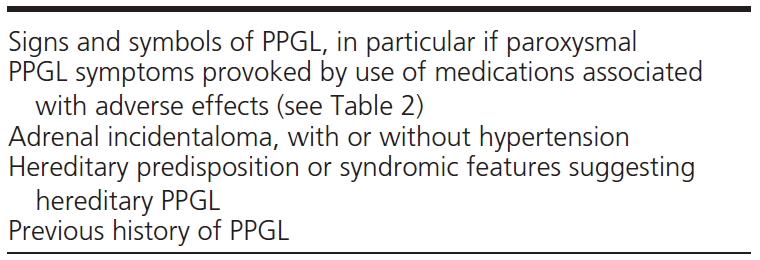 Signs and symbols of PPGL, in particular if paroxysmal
PPGL symptoms provoked by use of medications associated
with adverse effects (see Table 2)
Adrenal incidentaloma, with or without hypertension
Hereditary predisposition or syndromic features suggesting
hereditary PPGL
Previous history of PPGL